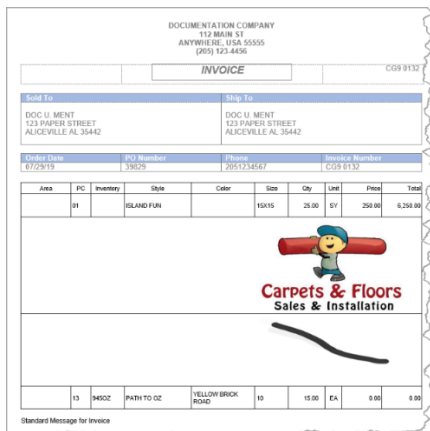 DOCUMENTATION COMPANY
112 MAIN ST
ANYWHERE, USA 55555
(205) 123-4456
INVOICE CG9 0132
Sold To Ship To
DOC U. MENT DOC U. MENT
123 PAPER STREET 123 PAPER STREET
ALICEVILLE AL 35442 ALICEVILLE AL 35442
Order Date PO Number Phone Invoice Number
07/29/19 39829 2051234567 CG9 0132
Area PC Inventory Style Color Size Qty Unit Price Total
01 ISLAND FUN 15X15 25.00 SY 250.00 6,250.00
Carpets & Floors
Sales & Installation
13 945OZ PATH TO OZ YELLOW BRICK ROAD 10 15.00 EA 0.00 0.00
Standard Message for Invoice